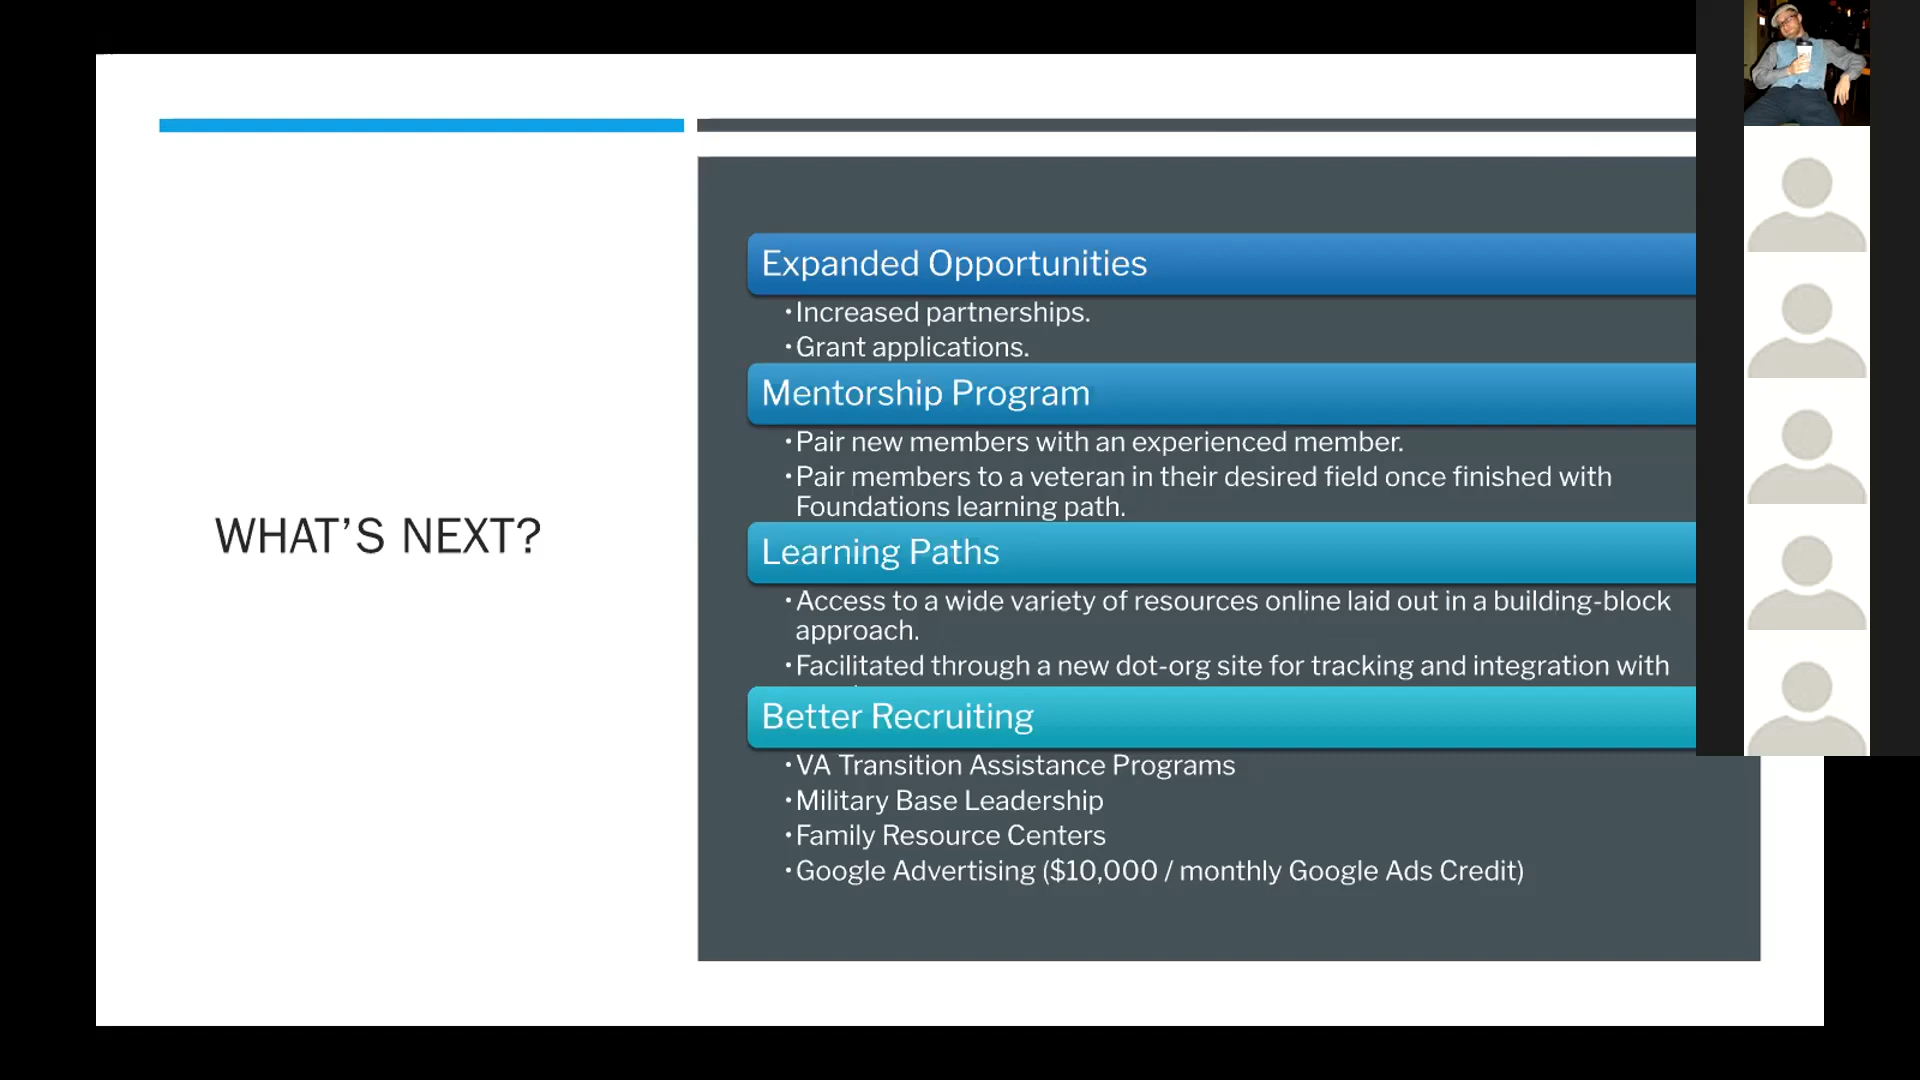 WHAT’S NEXT?
Expanded Opportunities
•Increased partnerships.
•Grant applications.
Mentorship Program
•Pair new members with an experienced member.
•Pair members to a veteran in their desired field once finished with
Foundations learning path.
Learning Paths
•Access to a wide variety of resources online laid out in a building-block
approach.
•Facilitated through a new dot-org site for tracking and integration with
Better Recruiting
•VA Transition Assistance Programs
•Military Base Leadership
•Family Resource Centers
•Google Advertising ($10,000 / monthly Google Ads Credit)